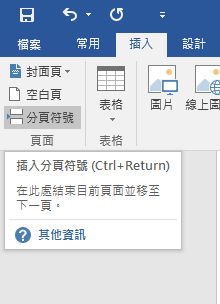 檔案 常用 插入 設計
封面頁
空白頁
分頁符號
表格
圖片
線上圖
頁面
表格
插入分頁符號 (Ctrl+Return)
在此處結束目前頁面並移至
下一頁。
其他資訊